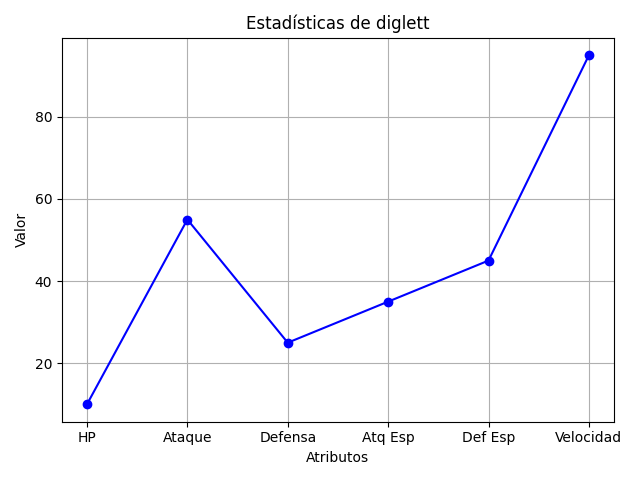 Estadísticas de diglett
Valor
80
60
40
20
HP Ataque Defensa Atq Esp Def Esp Velocidad
Atributos